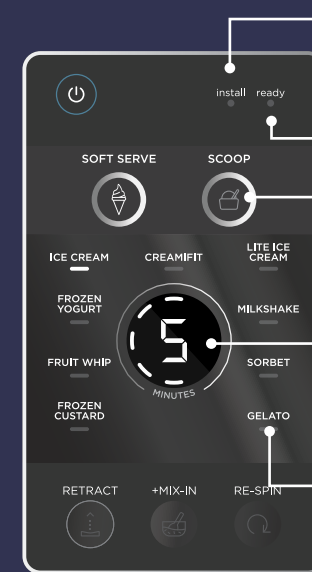 install ready
SOFT SERVE SCOOP
ICE CREAM CREAMIFIT LITE ICE
CREAM
FROZEN
YOGURT MILKSHAKE
5
FRUIT WHIP SORBET
MINUTES
FROZEN
CUSTARD GELATO
RETRACT +MIX-IN RE-SPIN